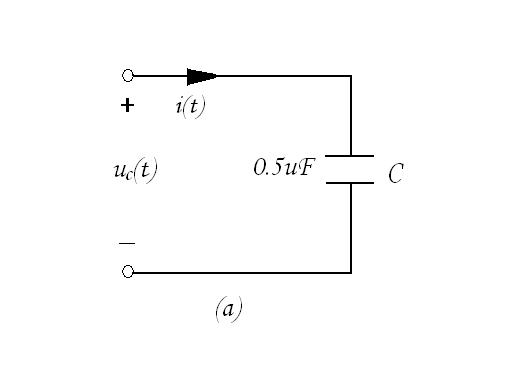 +
i(t)
u_c(t)
0.5uF
C
−
(a)